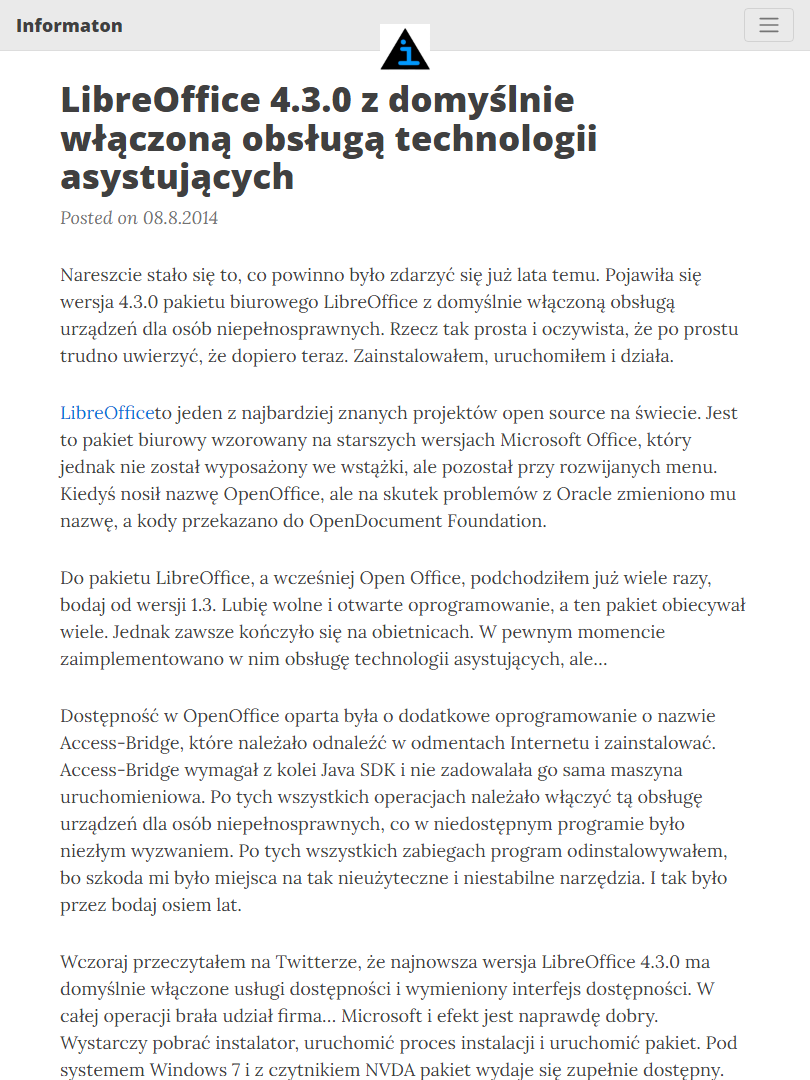 Informaton
i
LibreOffice 4.3.0 z domyślnie
włączoną obsługą technologii
asystujących
Posted on 08.8.2014
Nareszcie stało się to, co powinno było zdarzyć się już lata temu. Pojawiła się
wersja 4.3.0 pakietu biurowego LibreOffice z domyślnie włączoną obsługą
urządzeń dla osób niepełnosprawnych. Rzecz tak prosta i oczywista, że po prostu
trudno uwierzyć, że dopiero teraz. Zainstalowałem, uruchomiłem i działa.
LibreOfficeto jeden z najbardziej znanych projektów open source na świecie. Jest
to pakiet biurowy wzorowany na starszych wersjach Microsoft Office, który
jednak nie został wyposażony we wstążki, ale pozostał przy rozwijanych menu.
Kiedyś nosił nazwę OpenOffice, ale na skutek problemów z Oracle zmieniono mu
nazwę, a kody przekazano do OpenDocument Foundation.
Do pakietu LibreOffice, a wcześniej Open Office, podchodziłem już wiele razy,
bodaj od wersji 1.3. Lubię wolne i otwarte oprogramowanie, a ten pakiet obiecywał
wiele. Jednak zawsze kończyło się na obietnicach. W pewnym momencie
zaimplementowano w nim obsługę technologii asystujących, ale…
Dostępność w OpenOffice oparta była o dodatkowe oprogramowanie o nazwie
Access-Bridge, które należało odnaleźć w odmentach Internetu i zainstalować.
Access-Bridge wymagał z kolei Java SDK i nie zadowalała go sama maszyna
uruchomieniowa. Po tych wszystkich operacjach należało włączyć tą obsługę
urządzeń dla osób niepełnosprawnych, co w niedostępnym programie było
niezłym wyzwaniem. Po tych wszystkich zabiegach program odinstalowywałem,
bo szkoda mi było miejsca na tak nieużyteczne i niestabilne narzędzia. I tak było
przez bodaj osiem lat.
Wczoraj przeczytałem na Twitterze, że najnowsza wersja LibreOffice 4.3.0 ma
domyślnie włączone usługi dostępności i wymieniony interfejs dostępności. W
całej operacji brała udział firma… Microsoft i efekt jest naprawdę dobry.
Wystarczy pobrać instalator, uruchomić proces instalacji i uruchomić pakiet. Pod
systemem Windows 7 i z czytnikiem NVDA pakiet wydaje się zupełnie dostępny.